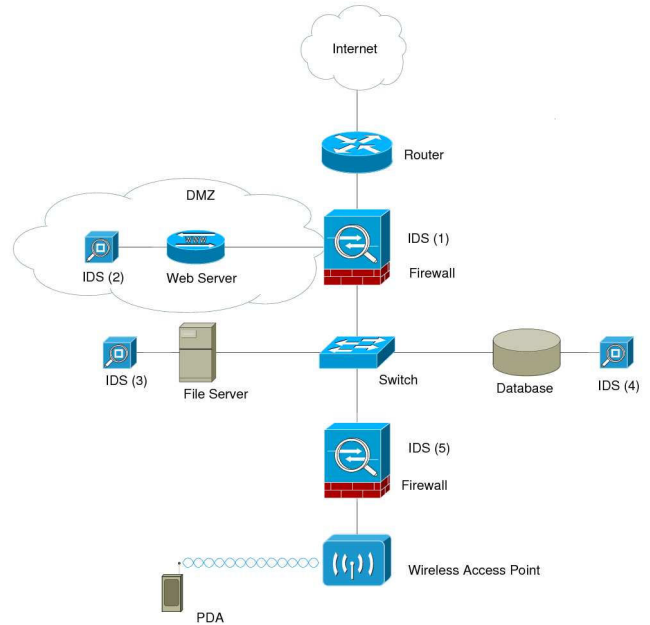 Internet
Router
DMZ
IDS (1)
Firewall
IDS (2)
Web Server
IDS (3)
File Server
Switch
Database
IDS (4)
IDS (5)
Firewall
Wireless Access Point
PDA